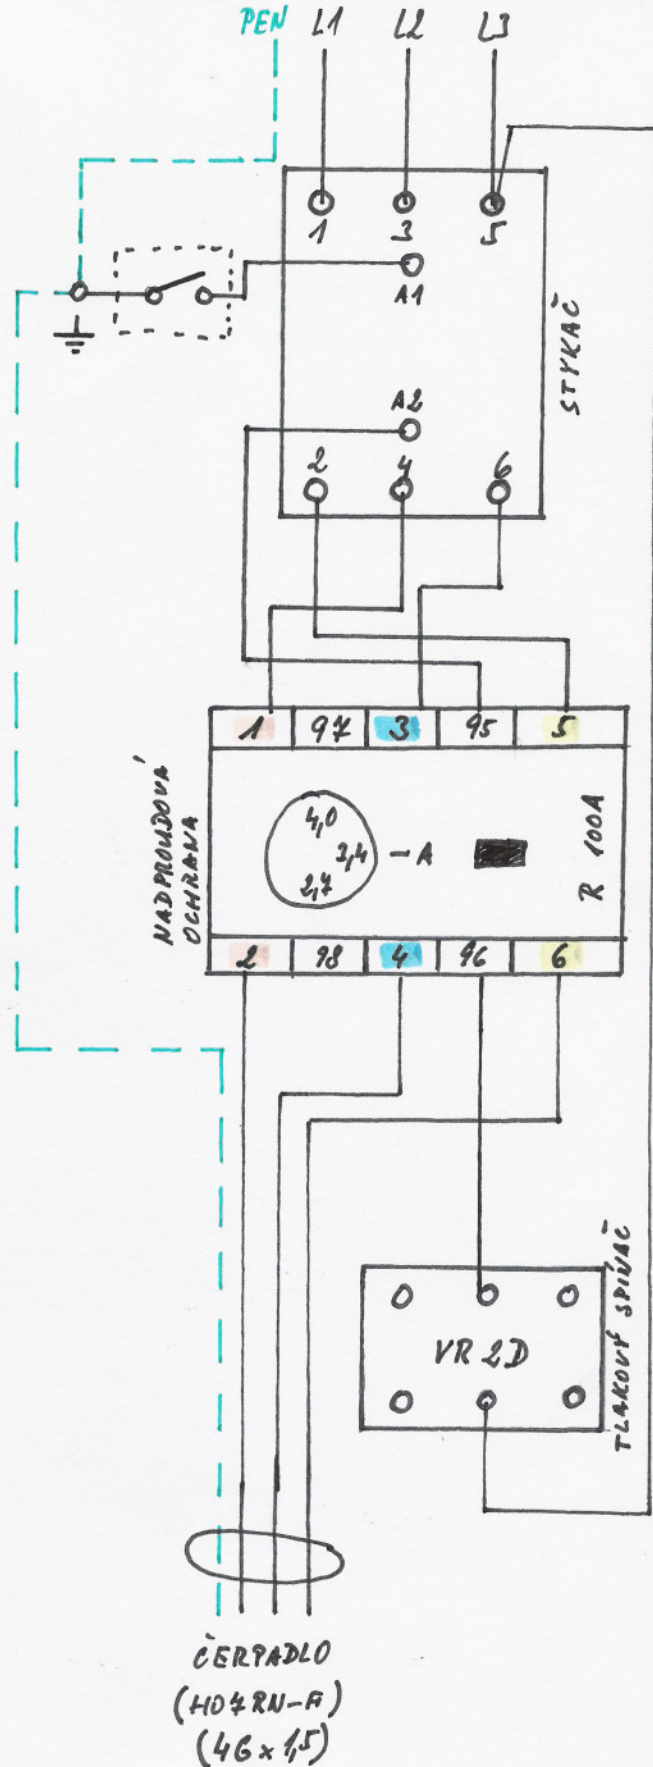 PEN L1 L2 L3
1 3 5
A1
A2
2 4 6
STYKAČ
1 97 3 95 5
NADPROUDOVÁ
OCHRANA
4,0
3,4 - A
2,7
R 100A
2 98 4 96 6
VR 2D
TLAKOVÝ SPÍNAČ
ČERPADLO
(H07RN-F)
(4G x 1,5)